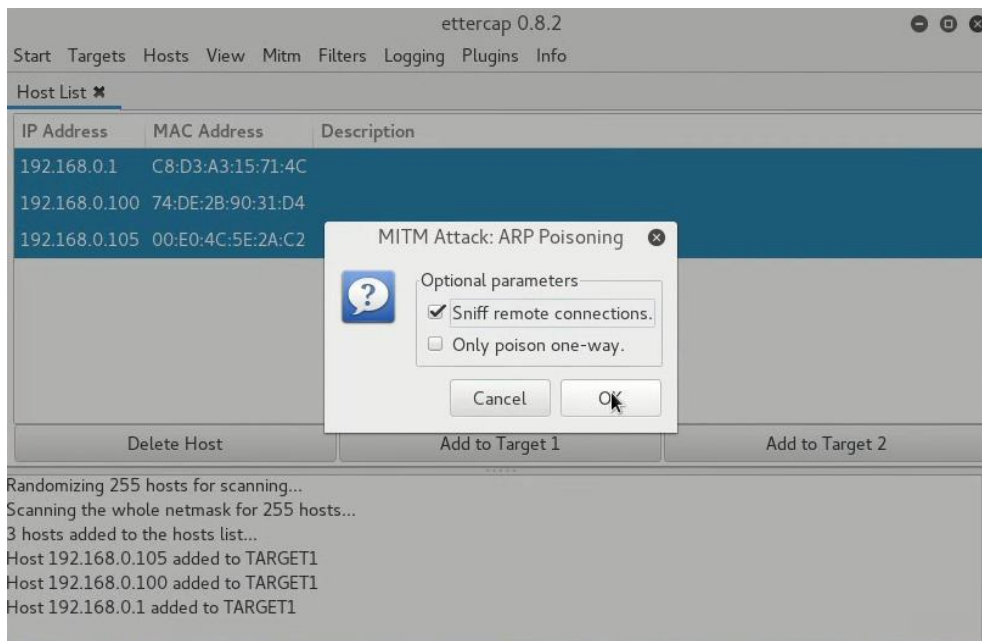 ettercap 0.8.2
Start Targets Hosts View Mitm Filters Logging Plugins Info
Host List
IP Address MAC Address Description
192.168.0.1 C8:D3:A3:15:71:4C
192.168.0.100 74:DE:2B:90:31:D4
192.168.0.105 00:E0:4C:5E:2A:C2
MITM Attack: ARP Poisoning
Optional parameters
Sniff remote connections.
Only poison one-way.
Cancel OK
Delete Host Add to Target 1 Add to Target 2
Randomizing 255 hosts for scanning...
Scanning the whole netmask for 255 hosts...
3 hosts added to the hosts list...
Host 192.168.0.105 added to TARGET1
Host 192.168.0.100 added to TARGET1
Host 192.168.0.1 added to TARGET1